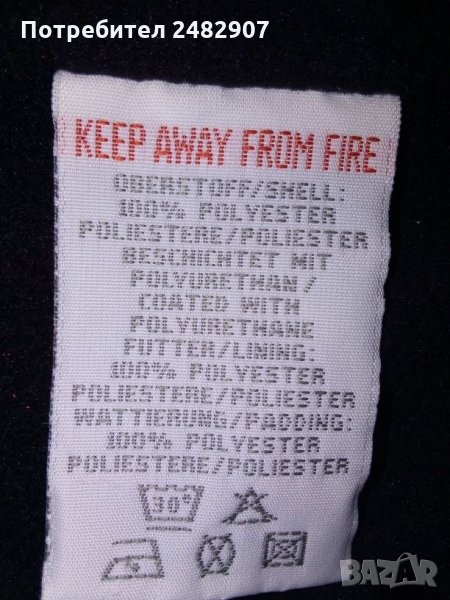 Потребител 2482907
KEEP AWAY FROM FIRE
OBERSTOFF/SHELL:
100% POLYESTER
POLIESTERE/POLIESTER
BESCHICHTET MIT
POLYURETHAN/
COATED WITH
POLYURETHANE
FUTTER/LINING:
100% POLYESTER
POLIESTERE/POLIESTER
WATTIERUNG/PADDING:
100% POLYESTER
POLIESTERE/POLIESTER
30°
BAZAR